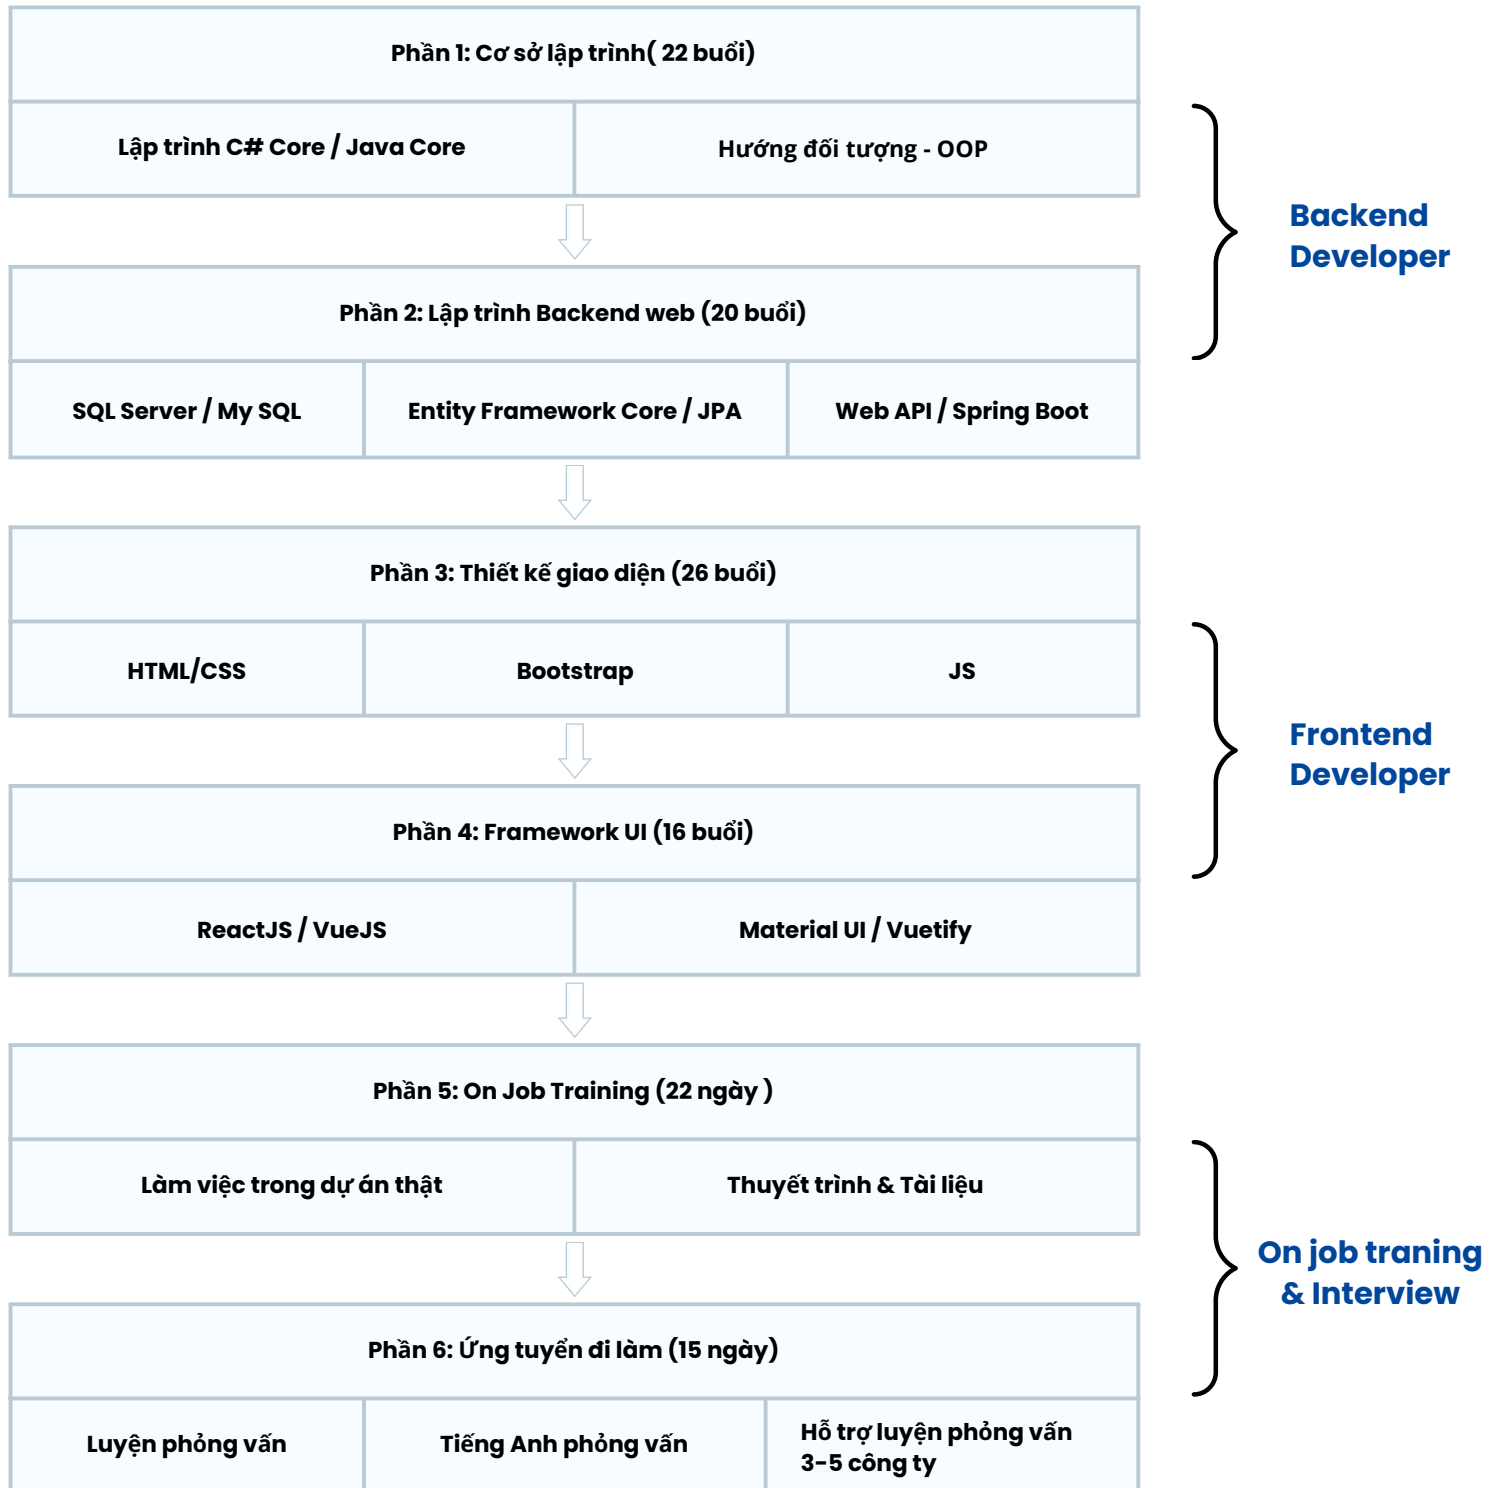 Phần 1: Cơ sở lập trình( 22 buổi)
Lập trình C# Core / Java Core
Hướng đối tượng - OOP
Backend
Developer
Phần 2: Lập trình Backend web (20 buổi)
SQL Server / My SQL
Entity Framework Core / JPA
Web API / Spring Boot
Phần 3: Thiết kế giao diện (26 buổi)
HTML/CSS
Bootstrap
JS
Frontend
Developer
Phần 4: Framework UI (16 buổi)
ReactJS / VueJS
Material UI / Vuetify
Phần 5: On Job Training (22 ngày )
Làm việc trong dự án thật
Thuyết trình & Tài liệu
On job traning
& Interview
Phần 6: Ứng tuyển đi làm (15 ngày)
Luyện phỏng vấn
Tiếng Anh phỏng vấn
Hỗ trợ luyện phỏng vấn
3-5 công ty